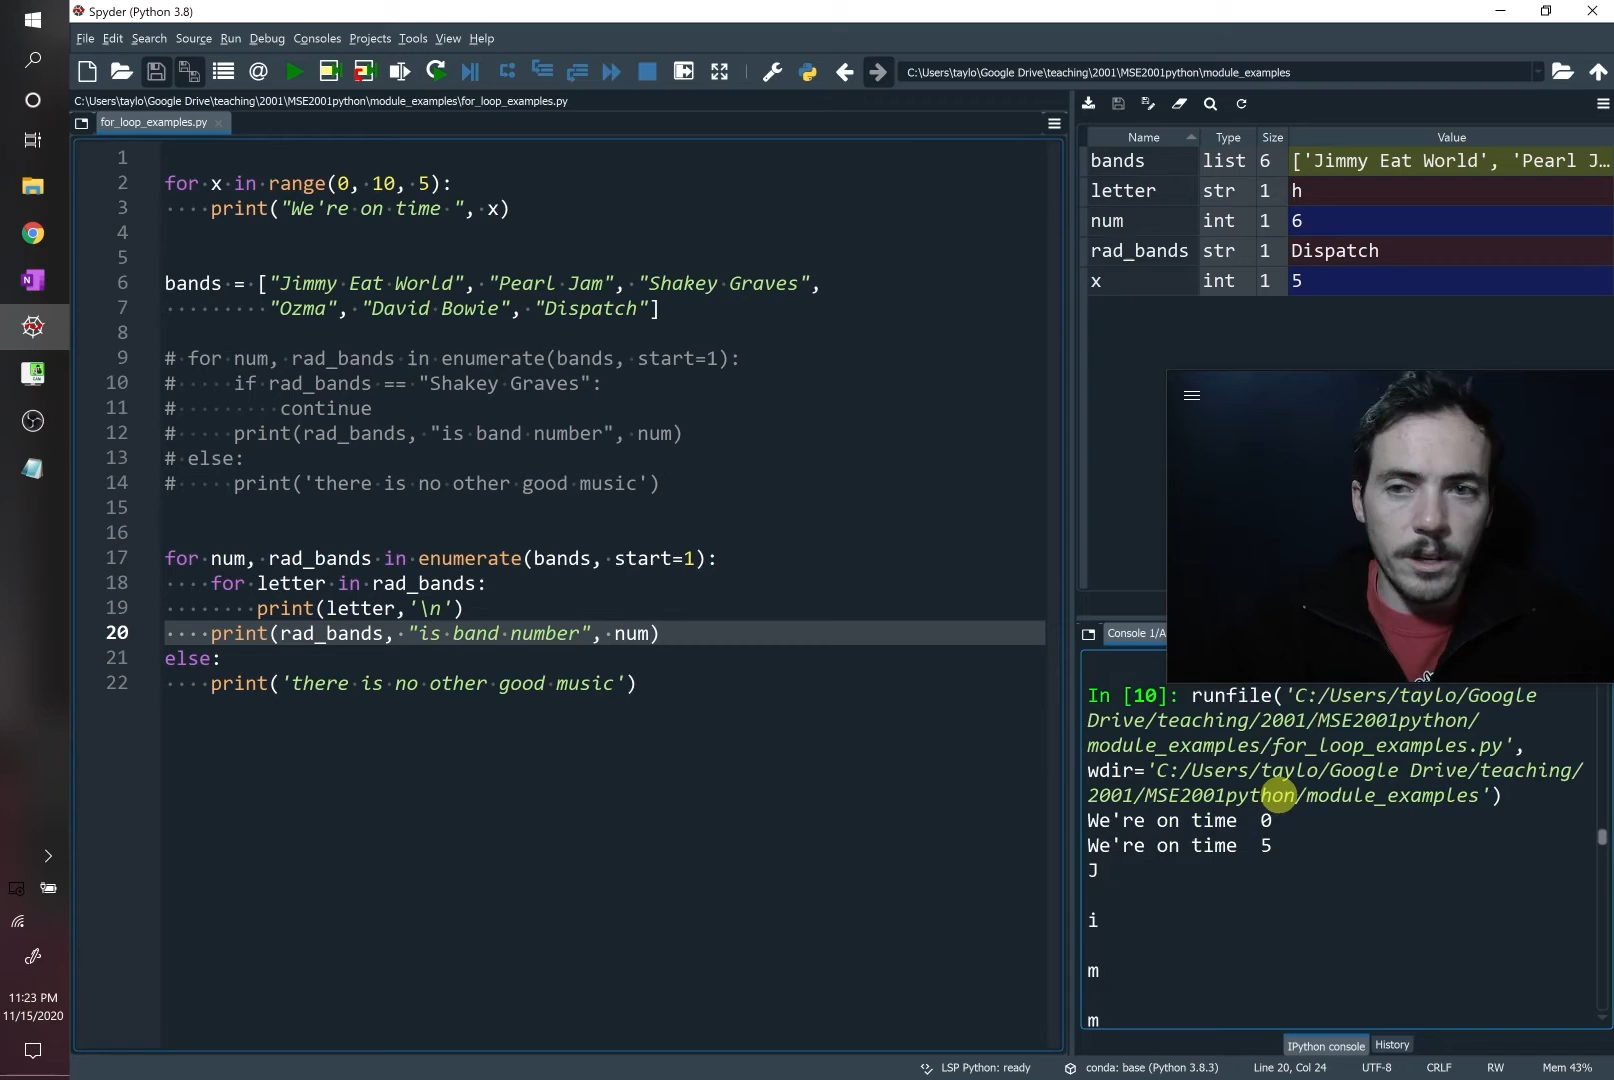 Spyder (Python 3.8)
File Edit Search Source Run Debug Consoles Projects Tools View Help
C:\Users\taylo\Google Drive\teaching\2001\MSE2001python\module_examples
C:\Users\taylo\Google Drive\teaching\2001\MSE2001python\module_examples\for_loop_examples.py
for_loop_examples.py
1
2 for x in range(0, 10, 5):
3 print("We're on time ", x)
4
5
6 bands = ["Jimmy Eat World", "Pearl Jam", "Shakey Graves",
7 "Ozma", "David Bowie", "Dispatch"]
8
9 # for num, rad_bands in enumerate(bands, start=1):
10 # if rad_bands == "Shakey Graves":
11 # continue
12 # print(rad_bands, "is band number", num)
13 # else:
14 # print('there is no other good music')
15
16
17 for num, rad_bands in enumerate(bands, start=1):
18 for letter in rad_bands:
19 print(letter,'\n')
20 print(rad_bands, "is band number", num)
21 else:
22 print('there is no other good music')
Name Type Size Value
bands list 6 ['Jimmy Eat World', 'Pearl J...
letter str 1 h
num int 1 6
rad_bands str 1 Dispatch
x int 1 5
Console 1/A
In [10]: runfile('C:/Users/taylo/Google
Drive/teaching/2001/MSE2001python/
module_examples/for_loop_examples.py',
wdir='C:/Users/taylo/Google Drive/teaching/
2001/MSE2001python/module_examples')
We're on time  0
We're on time  5
J
i
m
m
IPython console History
LSP Python: ready conda: base (Python 3.8.3) Line 20, Col 24 UTF-8 CRLF RW Mem 43%
11:23 PM
11/15/2020